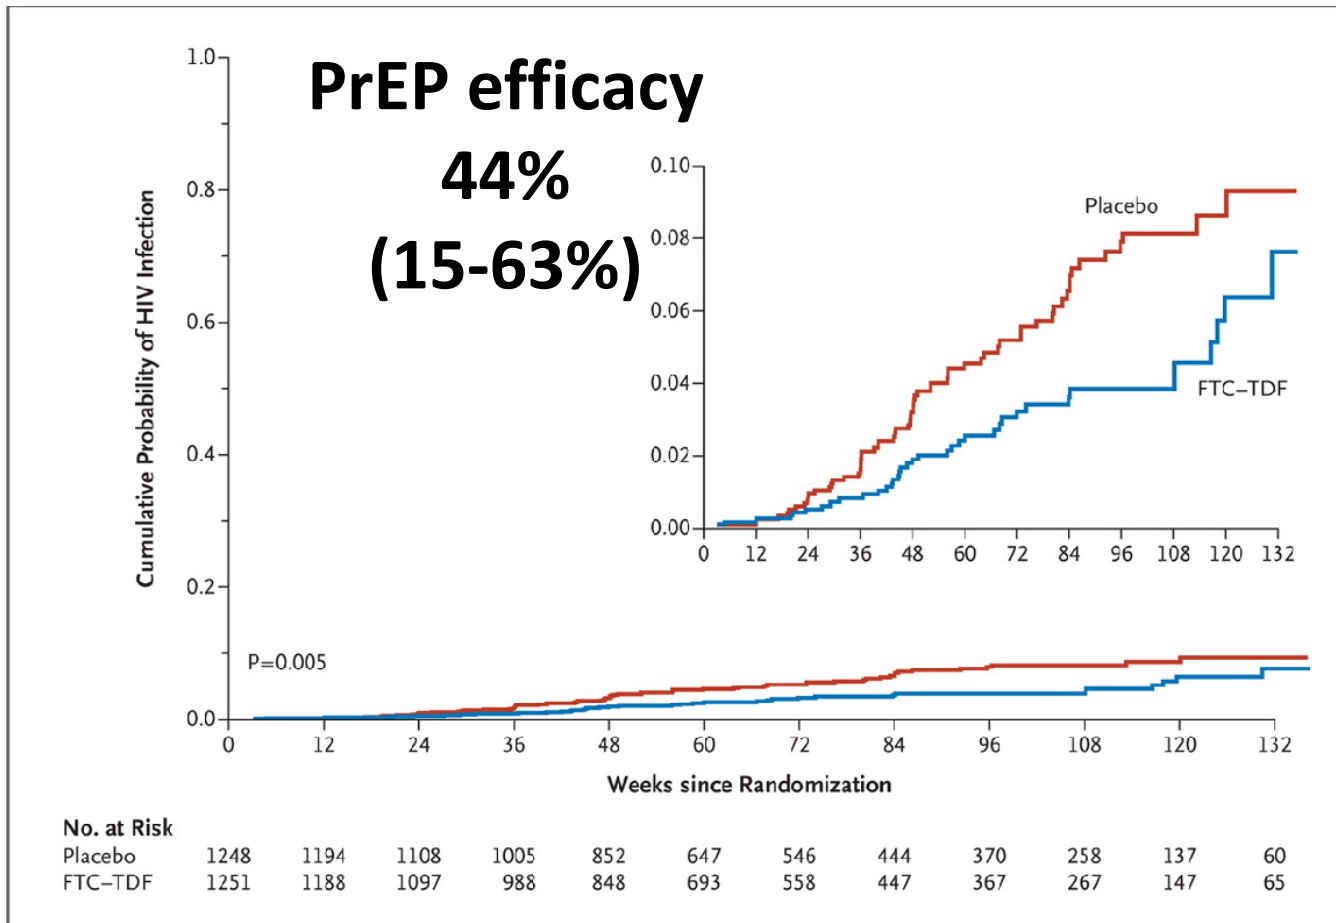 PrEP efficacy
44%
(15-63%)
Cumulative Probability of HIV Infection
1.0
0.8
0.6
0.4
0.2
0.0
P=0.005
0 12 24 36 48 60 72 84 96 108 120 132
Weeks since Randomization
0.10
0.08
0.06
0.04
0.02
0.00
Placebo
FTC–TDF
0 12 24 36 48 60 72 84 96 108 120 132
No. at Risk
Placebo 1248 1194 1108 1005 852 647 546 444 370 258 137 60
FTC–TDF 1251 1188 1097 988 848 693 558 447 367 267 147 65